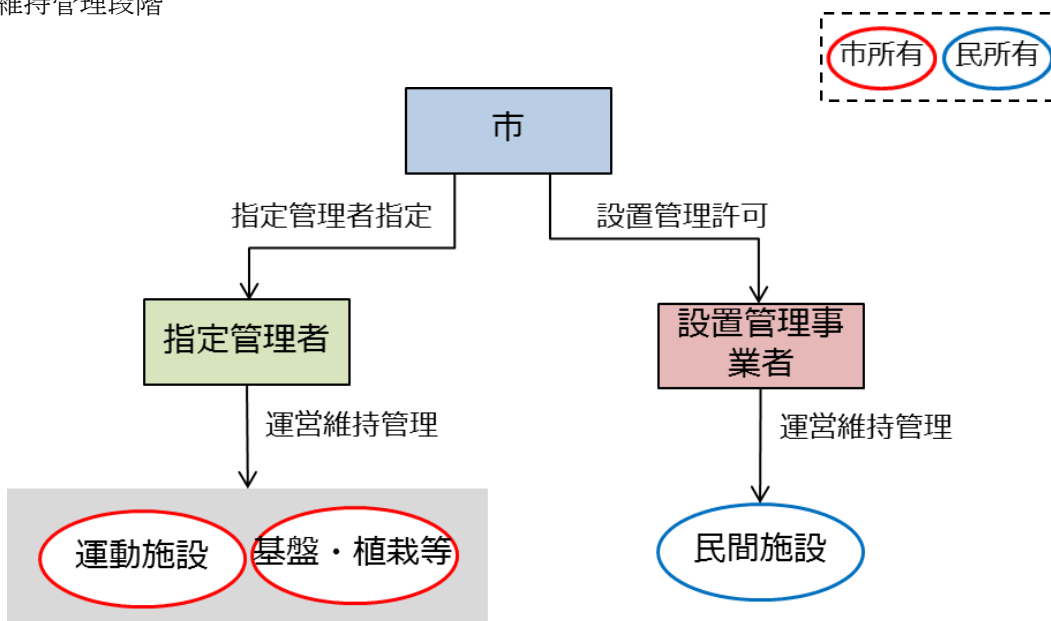 維持管理段階
市所有 民所有
市
指定管理者指定 設置管理許可
指定管理者
設置管理事
業者
運営維持管理 運営維持管理
運動施設 基盤・植栽等 民間施設